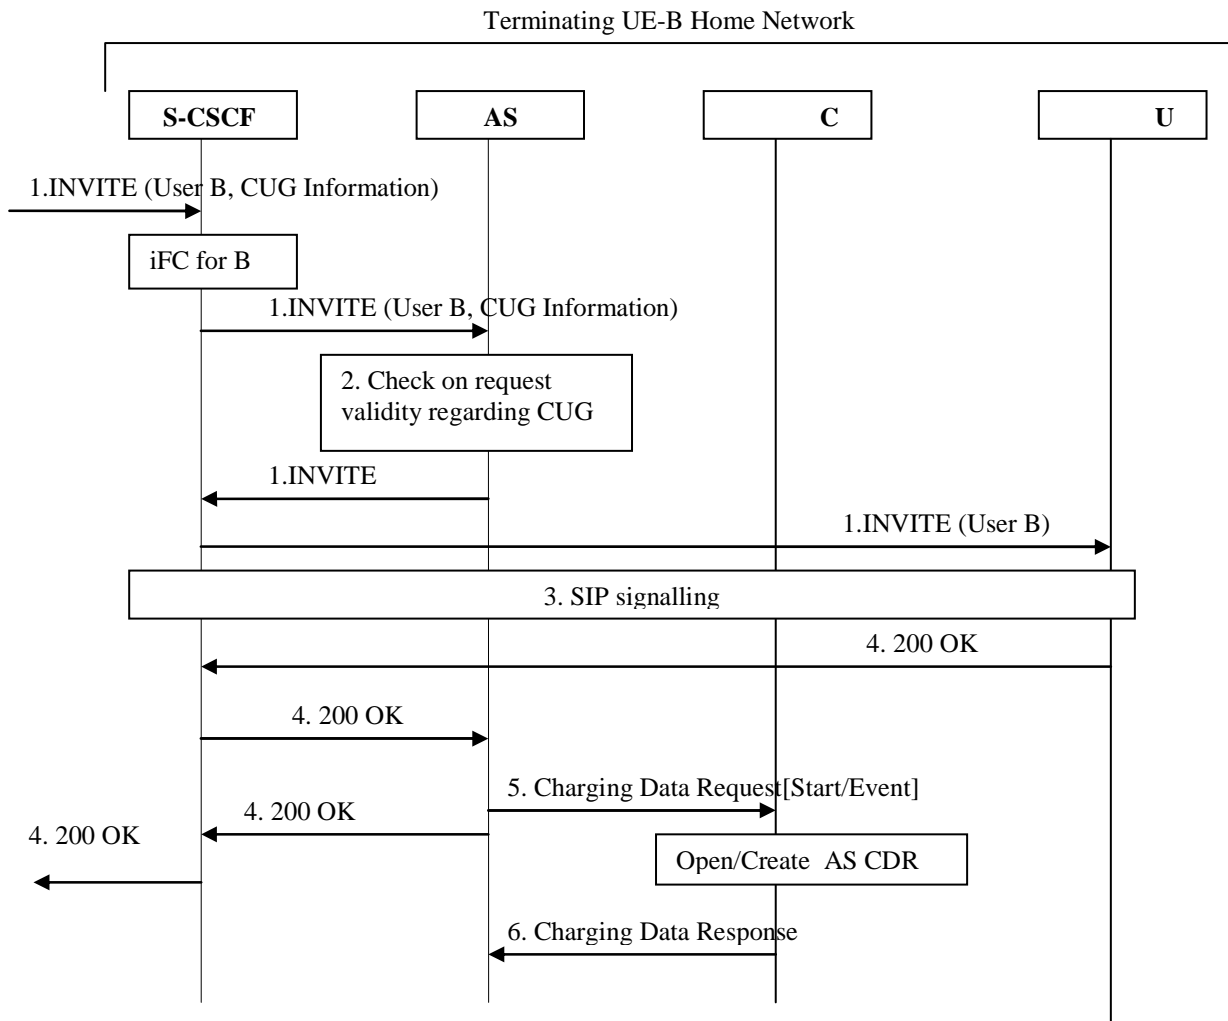 Terminating UE-B Home Network
S-CSCF
AS
C
U
1.INVITE (User B, CUG Information)
iFC for B
1.INVITE (User B, CUG Information)
2. Check on request
validity regarding CUG
1.INVITE
1.INVITE (User B)
3. SIP signalling
4. 200 OK
4. 200 OK
5. Charging Data Request[Start/Event]
4. 200 OK
4. 200 OK
Open/Create AS CDR
6. Charging Data Response